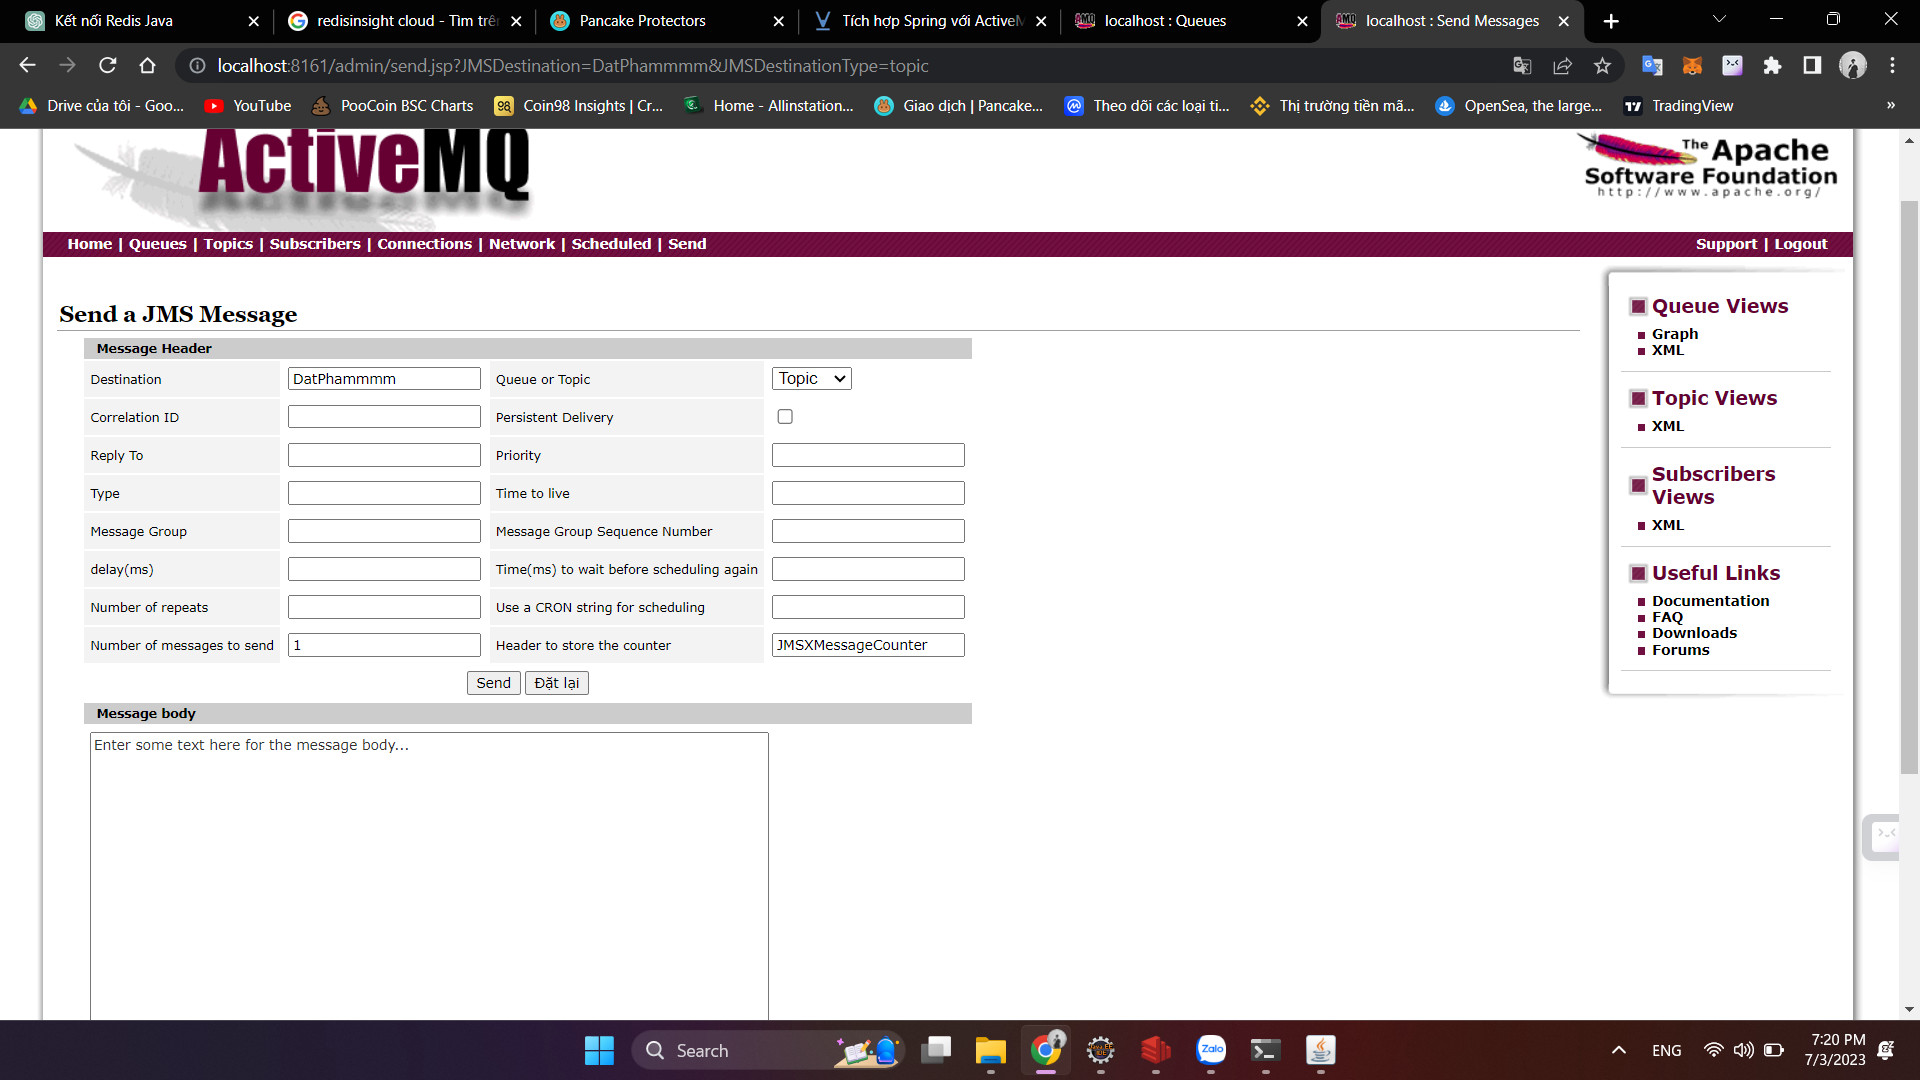 Kết nối Redis Java
redisinsight cloud - Tìm trên
Pancake Protectors
Tích hợp Spring với ActiveM
localhost : Queues
localhost : Send Messages
localhost:8161/admin/send.jsp?JMSDestination=DatPhammmm&JMSDestinationType=topic
Drive của tôi - Goo...
YouTube
PooCoin BSC Charts
Coin98 Insights | Cr...
Home - Allinstation...
Giao dịch | Pancake...
Theo dõi các loại ti...
Thị trường tiền mã...
OpenSea, the large...
TradingView
»
ActiveMQ
The Apache
Software Foundation
http://www.apache.org/
Home | Queues | Topics | Subscribers | Connections | Network | Scheduled | Send
Support | Logout
Send a JMS Message
Message Header
Destination DatPhammmm Queue or Topic Topic
Correlation ID Persistent Delivery
Reply To Priority
Type Time to live
Message Group Message Group Sequence Number
delay(ms) Time(ms) to wait before scheduling again
Number of repeats Use a CRON string for scheduling
Number of messages to send 1 Header to store the counter JMSXMessageCounter
Send Đặt lại
Message body
Enter some text here for the message body...
Queue Views
Graph
XML
Topic Views
XML
Subscribers
Views
XML
Useful Links
Documentation
FAQ
Downloads
Forums
Search
Zalo
ENG
7:20 PM
7/3/2023